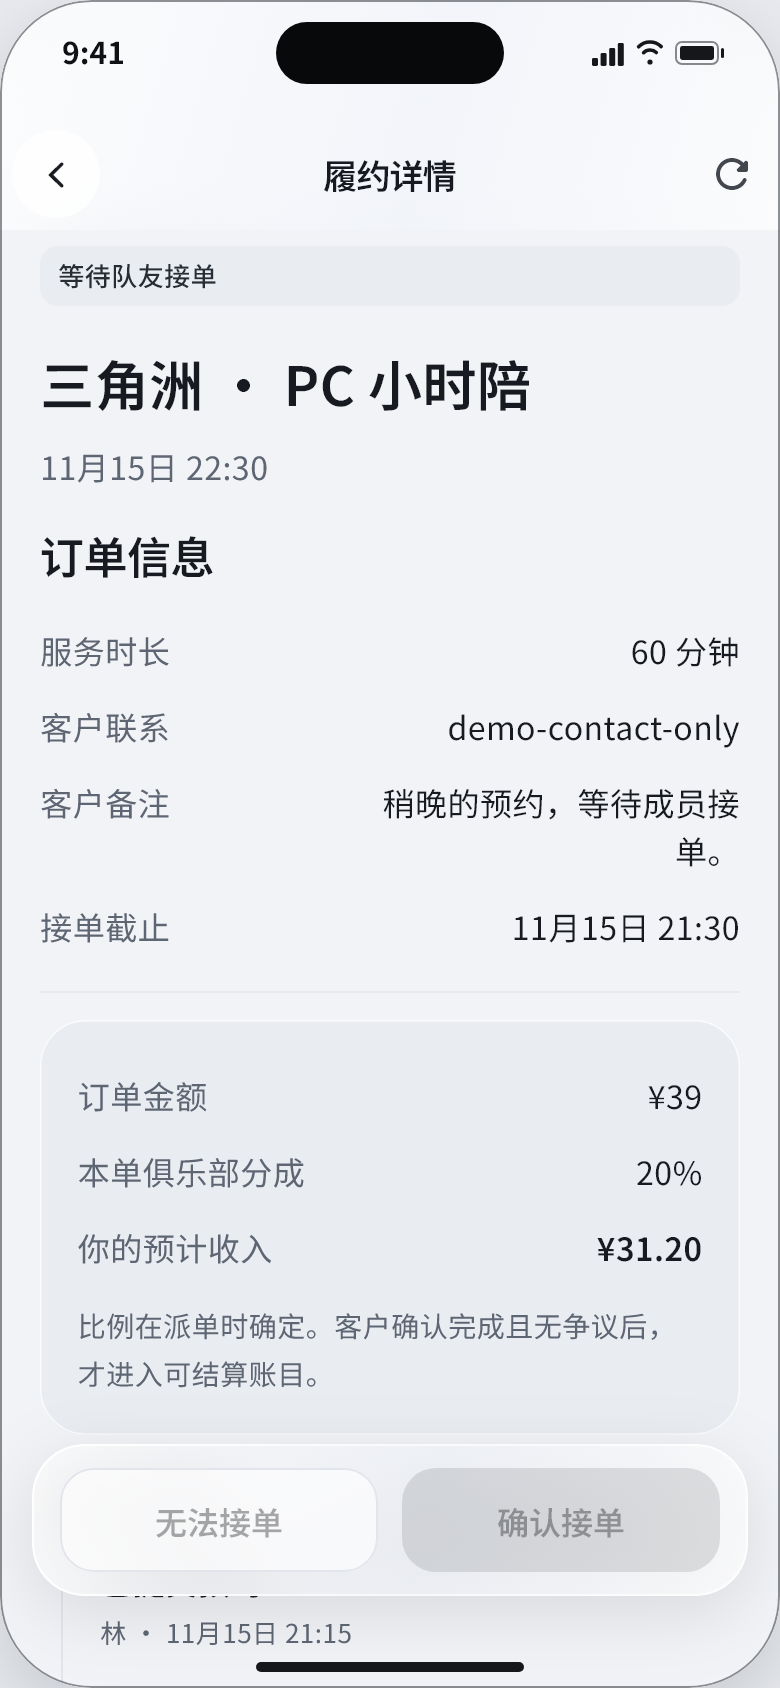 9:41
履约详情
等待队友接单
三角洲 · PC 小时陪
11月15日 22:30
订单信息
服务时长 60 分钟
客户联系 demo-contact-only
客户备注 稍晚的预约，等待成员接
单。
接单截止 11月15日 21:30
订单金额 ¥39
本单俱乐部分成 20%
你的预计收入 ¥31.20
比例在派单时确定。客户确认完成且无争议后，
才进入可结算账目。
无法接单 确认接单
林 · 11月15日 21:15